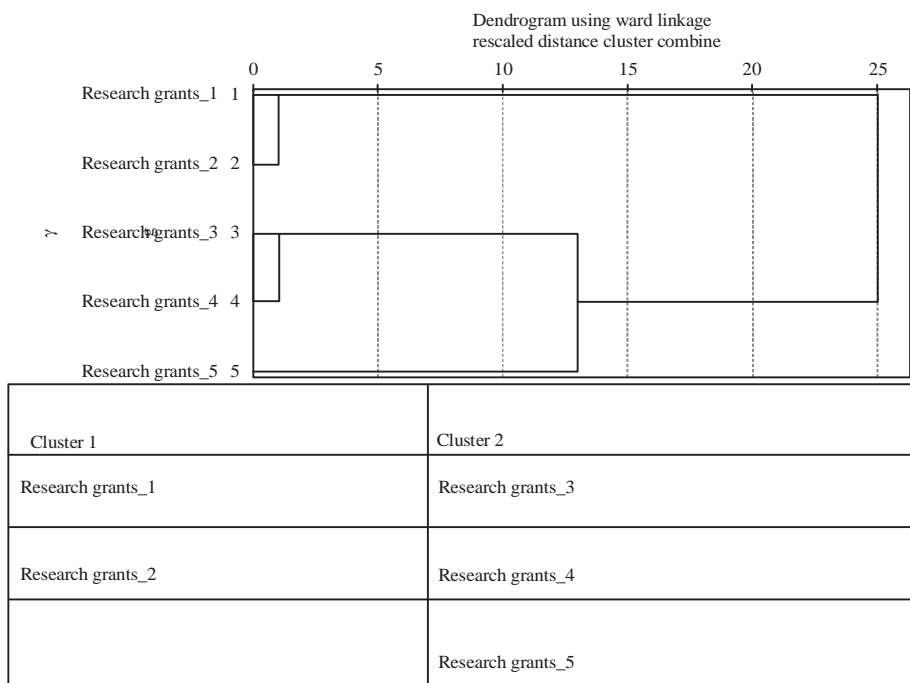 Dendrogram using ward linkage
rescaled distance cluster combine
0 5 10 15 20 25
Research grants_1 1
Research grants_2 2
γ Research grants_3 3
Research grants_4 4
Research grants_5 5
Cluster 1 Cluster 2
Research grants_1 Research grants_3
Research grants_2 Research grants_4
Research grants_5